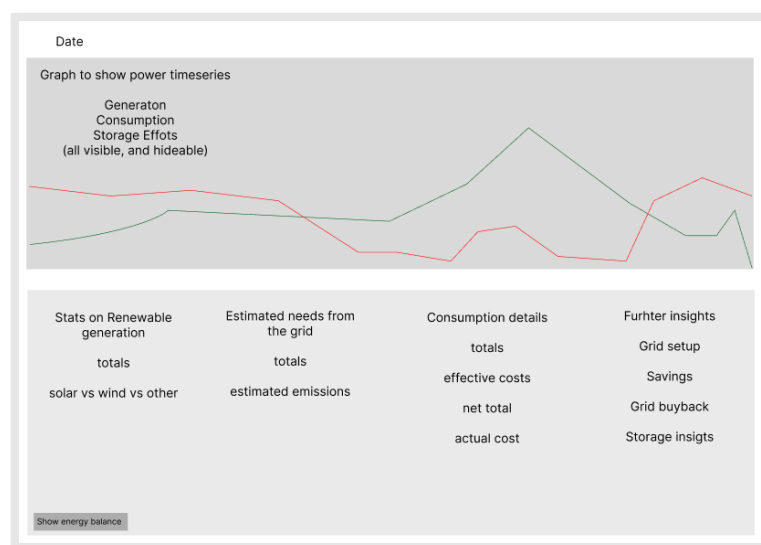 Date
Graph to show power timeseries
Generaton
Consumption
Storage Effots
(all visible, and hideable)
Stats on Renewable
generation
totals
solar vs wind vs other
Estimated needs from
the grid
totals
estimated emissions
Consumption details
totals
effective costs
net total
actual cost
Furhter insights
Grid setup
Savings
Grid buyback
Storage insigts
Show energy balance